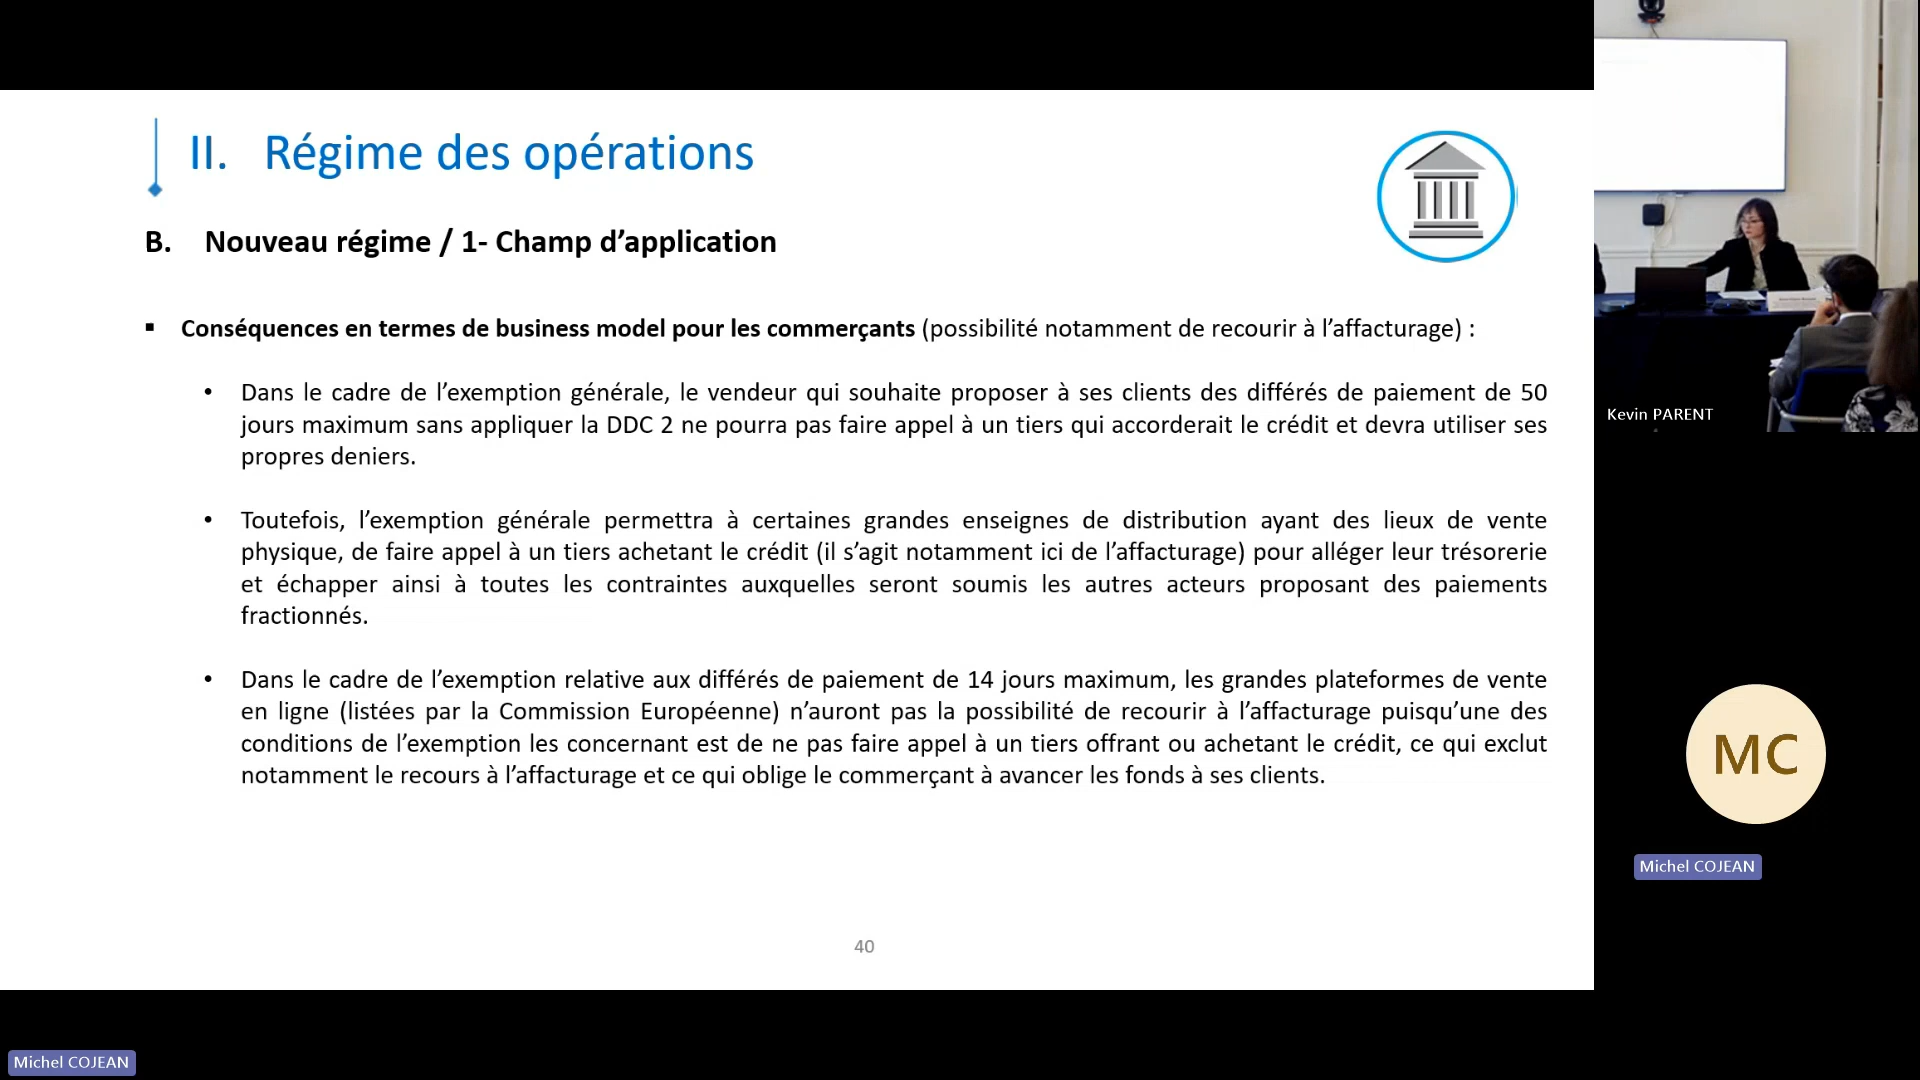 II. Régime des opérations
B. Nouveau régime / 1- Champ d’application
▪ Conséquences en termes de business model pour les commerçants (possibilité notamment de recourir à l’affacturage) :
• Dans le cadre de l’exemption générale, le vendeur qui souhaite proposer à ses clients des différés de paiement de 50
jours maximum sans appliquer la DDC 2 ne pourra pas faire appel à un tiers qui accorderait le crédit et devra utiliser ses
propres deniers.
• Toutefois, l’exemption générale permettra à certaines grandes enseignes de distribution ayant des lieux de vente
physique, de faire appel à un tiers achetant le crédit (il s’agit notamment ici de l’affacturage) pour alléger leur trésorerie
et échapper ainsi à toutes les contraintes auxquelles seront soumis les autres acteurs proposant des paiements
fractionnés.
• Dans le cadre de l’exemption relative aux différés de paiement de 14 jours maximum, les grandes plateformes de vente
en ligne (listées par la Commission Européenne) n’auront pas la possibilité de recourir à l’affacturage puisqu’une des
conditions de l’exemption les concernant est de ne pas faire appel à un tiers offrant ou achetant le crédit, ce qui exclut
notamment le recours à l’affacturage et ce qui oblige le commerçant à avancer les fonds à ses clients.
40
Kevin PARENT
MC
Michel COJEAN
Michel COJEAN